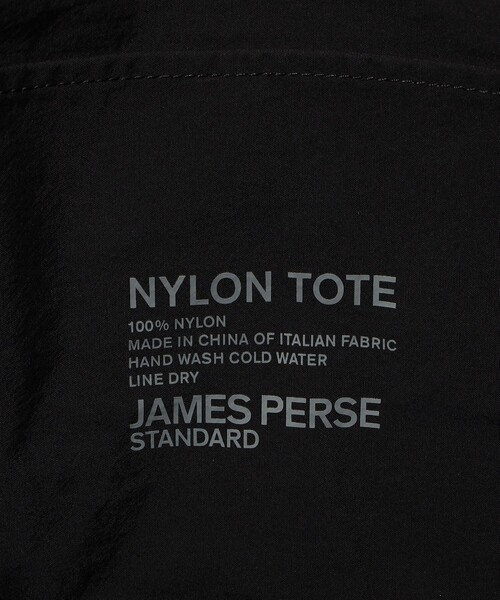 NYLON TOTE
100% NYLON
MADE IN CHINA OF ITALIAN FABRIC
HAND WASH COLD WATER
LINE DRY
JAMES PERSE
STANDARD